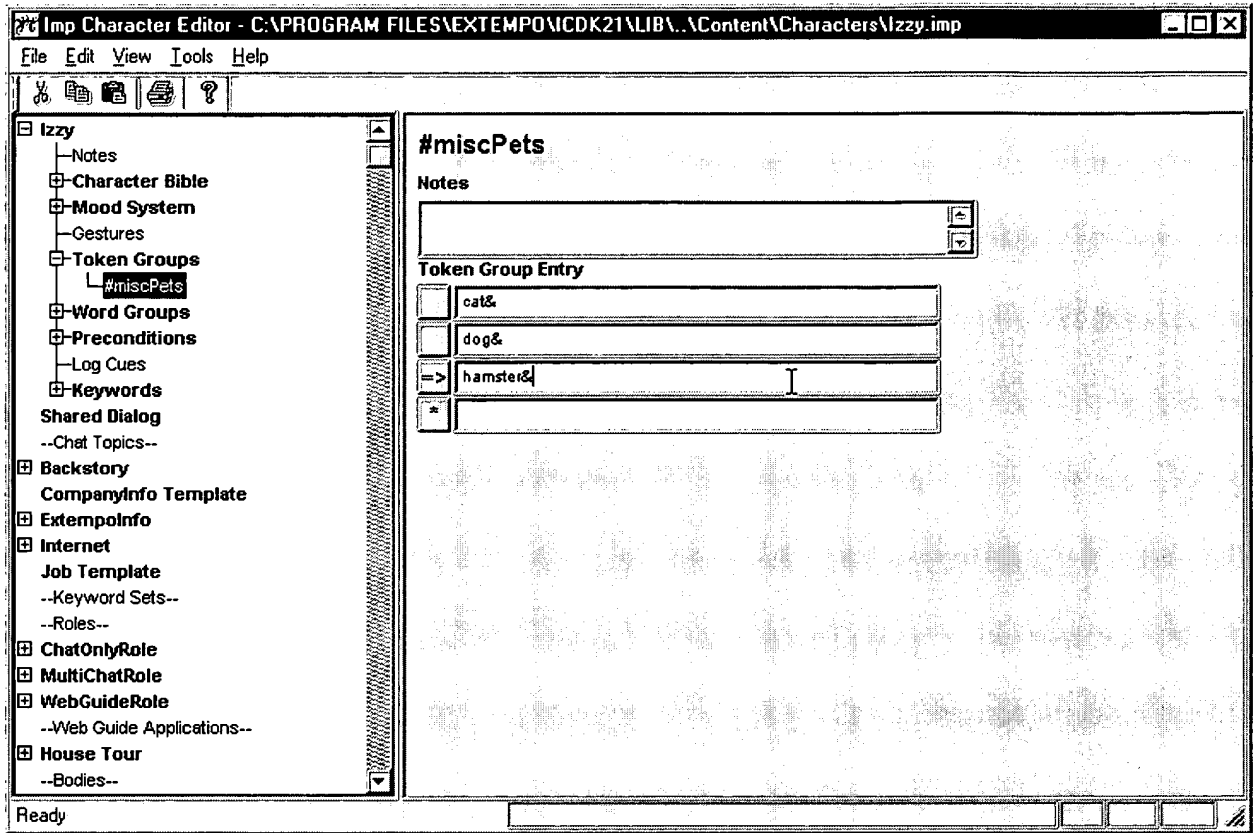 Imp Character Editor - C:\PROGRAM FILES\EXTEMPO\ICDK21\LIB\..\Content\Characters\Izzy.imp
File Edit View Tools Help
Izzy
Notes
Character Bible
Mood System
Gestures
Token Groups
#miscPets
Word Groups
Preconditions
Log Cues
Keywords
Shared Dialog
--Chat Topics--
Backstory
CompanyInfo Template
ExtempoInfo
Internet
Job Template
--Keyword Sets--
--Roles--
ChatOnlyRole
MultiChatRole
WebGuideRole
--Web Guide Applications--
House Tour
--Bodies--
#miscPets
Notes
Token Group Entry
cat&
dog&
=> hamster&
*
Ready